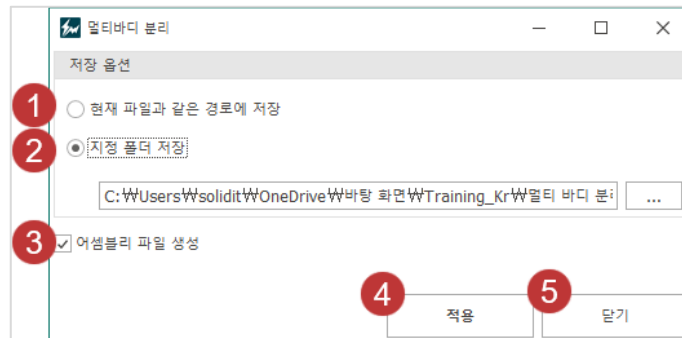 멀티바디 분리
저장 옵션
1 현재 파일과 같은 경로에 저장
2 지정 폴더 저장
C:₩Users₩solidit₩OneDrive₩바탕 화면₩Training_Kr₩멀티 바디 분 ...
3 어셈블리 파일 생성
4 적용 5 닫기